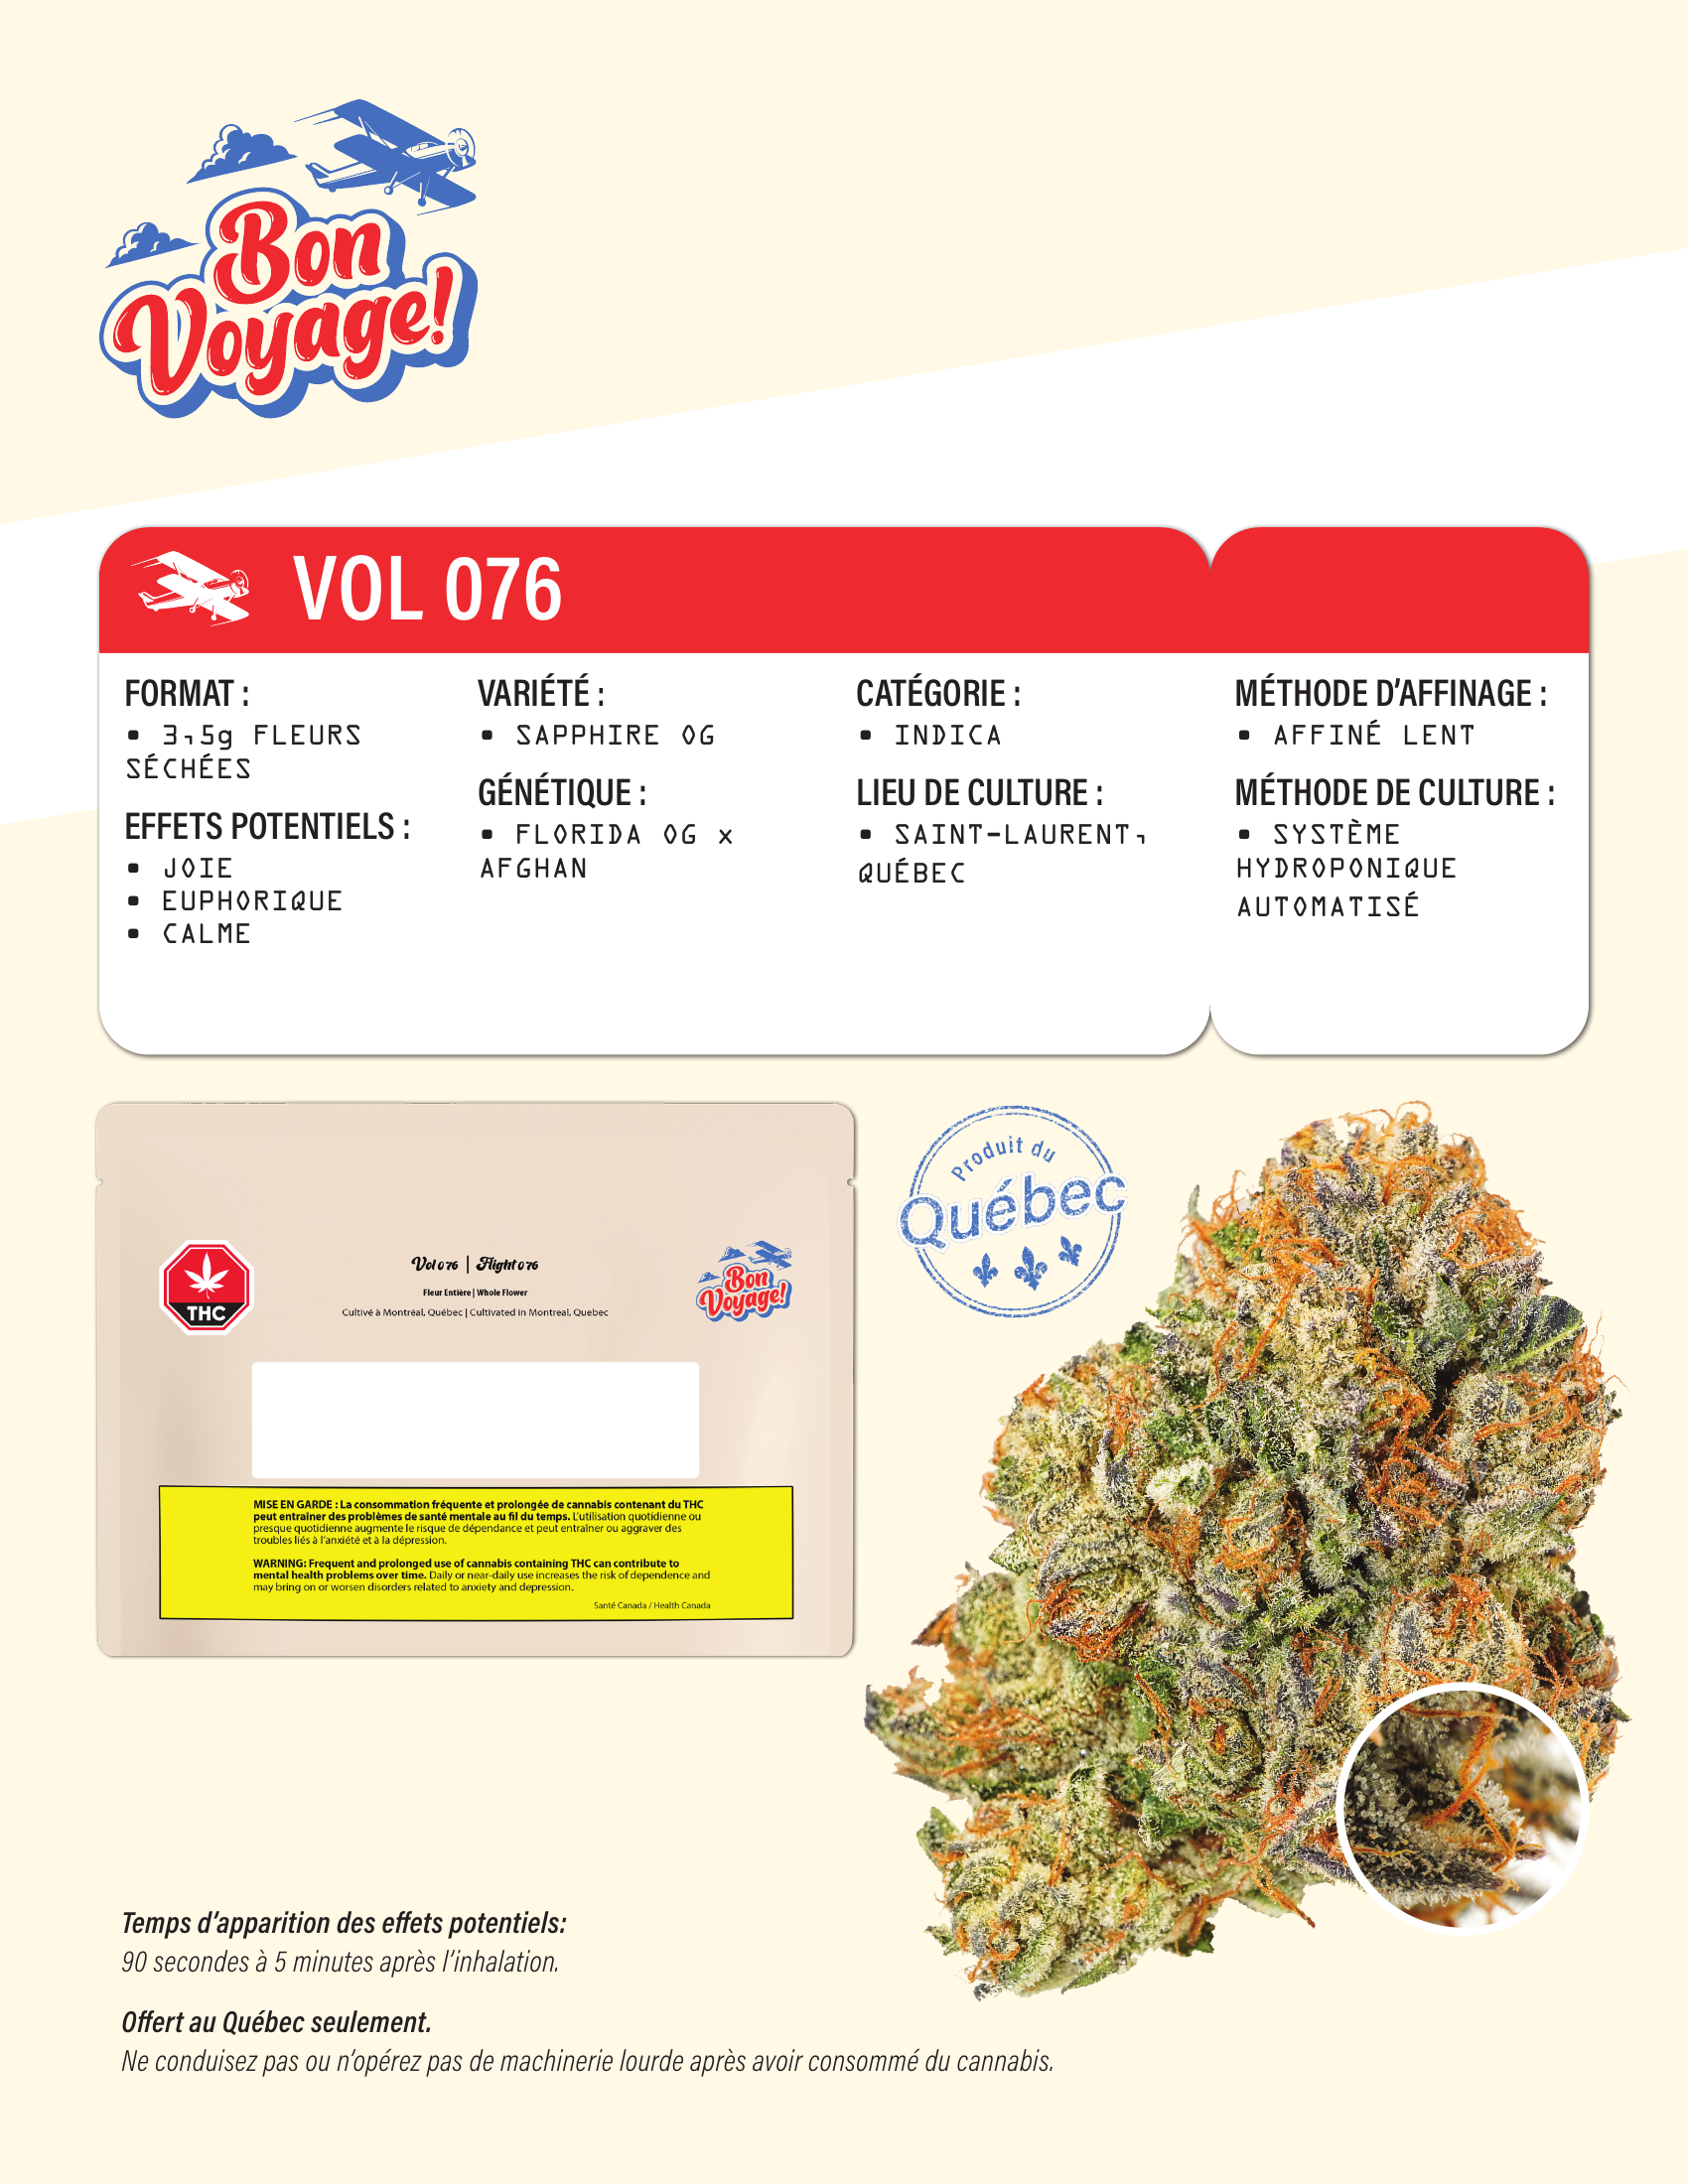 Bon
Voyage!
VOL 076
FORMAT :
• 3,5g FLEURS
SÉCHÉES
EFFETS POTENTIELS :
• JOIE
• EUPHORIQUE
• CALME
VARIÉTÉ :
• SAPPHIRE OG
GÉNÉTIQUE :
• FLORIDA OG x
AFGHAN
CATÉGORIE :
• INDICA
LIEU DE CULTURE :
• SAINT-LAURENT,
QUÉBEC
MÉTHODE D’AFFINAGE :
• AFFINÉ LENT
MÉTHODE DE CULTURE :
• SYSTÈME
HYDROPONIQUE
AUTOMATISÉ
THC
Vol 076 | Flight 076
Fleur Entière | Whole Flower
Cultivé à Montréal, Québec | Cultivated in Montreal, Quebec
Bon
Voyage!
MISE EN GARDE : La consommation fréquente et prolongée de cannabis contenant du THC
peut entraîner des problèmes de santé mentale au fil du temps. L’utilisation quotidienne ou
presque quotidienne augmente le risque de dépendance et peut entraîner ou aggraver des
troubles liés à l’anxiété et à la dépression.
WARNING: Frequent and prolonged use of cannabis containing THC can contribute to
mental health problems over time. Daily or near-daily use increases the risk of dependence and
may bring on or worsen disorders related to anxiety and depression.
Santé Canada / Health Canada
Produit du
Québec
Temps d’apparition des effets potentiels:
90 secondes à 5 minutes après l’inhalation.
Offert au Québec seulement.
Ne conduisez pas ou n’opérez pas de machinerie lourde après avoir consommé du cannabis.